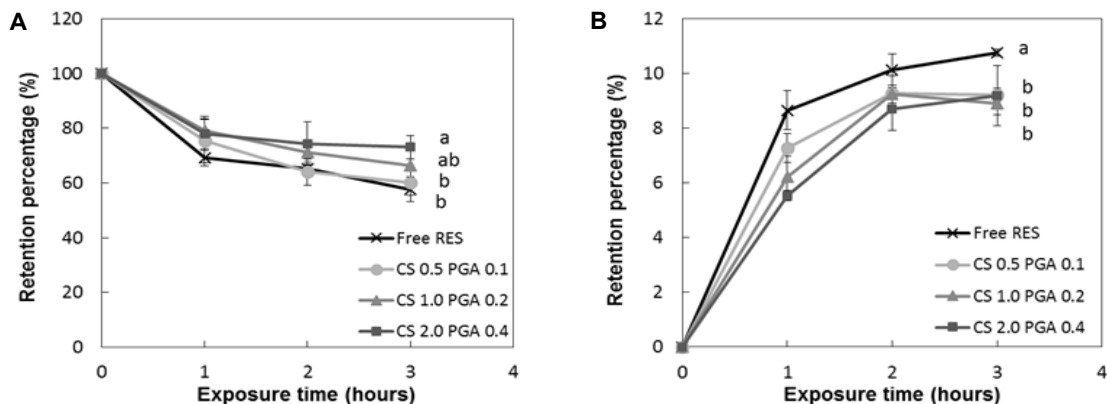 A
Retention percentage (%)
120
100
80
60
40
20
0
a
ab
b
b
Free RES
CS 0.5 PGA 0.1
CS 1.0 PGA 0.2
CS 2.0 PGA 0.4
0 1 2 3 4
Exposure time (hours)
B
Retention percentage (%)
12
10
8
6
4
2
0
a
b
b
b
Free RES
CS 0.5 PGA 0.1
CS 1.0 PGA 0.2
CS 2.0 PGA 0.4
0 1 2 3 4
Exposure time (hours)